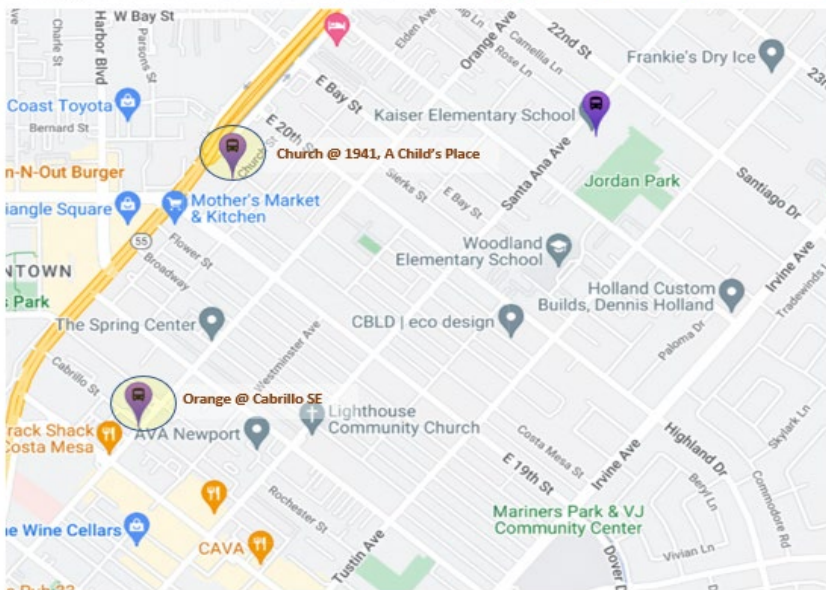 W Bay St
Charle St
Harbor Blvd
Parsons St
Elden Ave
Orange Ave
Rose Ln
Camellia Ln
22nd St
Frankie's Dry Ice
23r
Coast Toyota
Bernard St
E Bay St
Kaiser Elementary School
E 20th St
Church St
Church @ 1941, A Child's Place
Santa Ana Ave
n-N-Out Burger
Sierks St
E Bay St
Jordan Park
Santiago Dr
iangle Square
Mother's Market
& Kitchen
55
Flower St
Broadway
Woodland
Elementary School
Irvine Ave
Tradewinds L
NTOWN
s Park
Holland Custom
Builds, Dennis Holland
The Spring Center
CBLD | eco design
Paloma Dr
Westminster Ave
Cabrillo St
Orange @ Cabrillo SE
rack Shack
Costa Mesa
AVA Newport
Lighthouse
Community Church
Costa Mesa St
E 19th St
Irvine Ave
Highland Dr
Skylark Ln
Beryl Ln
Commodore Rd
Rochester St
Mariners Park & VJ
Community Center
ne Wine Cellars
CAVA
Tustin Ave
Dover D
Vivian Ln